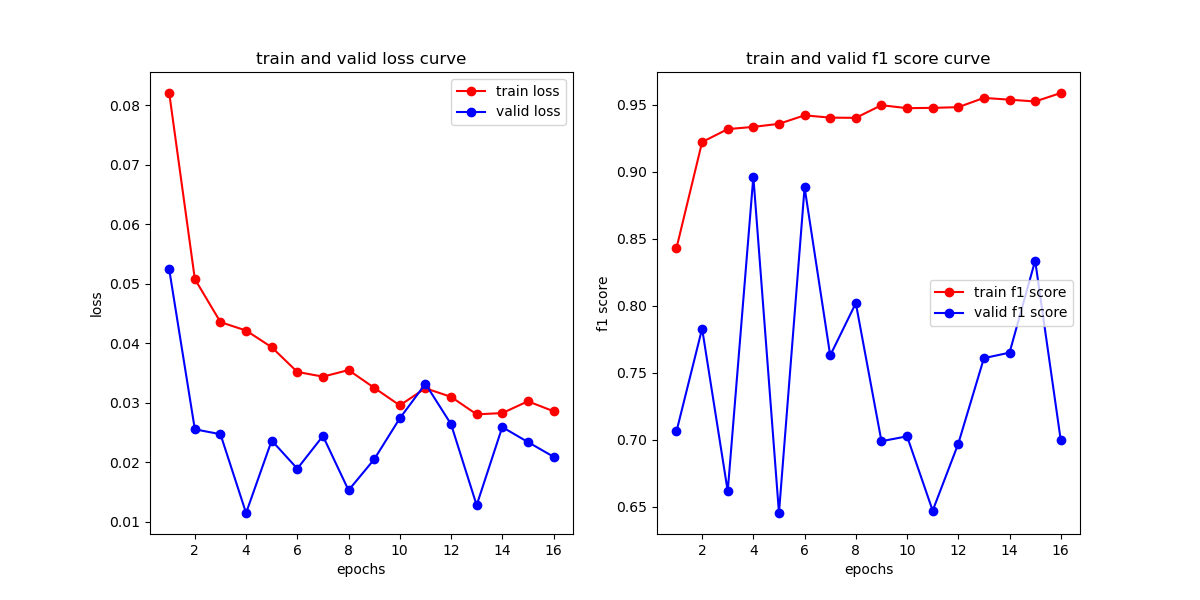 train and valid loss curve
train loss
valid loss
0.08
0.07
0.06
0.05
0.04
0.03
0.02
0.01
loss
2 4 6 8 10 12 14 16
epochs
train and valid f1 score curve
0.95
0.90
0.85
0.80
0.75
0.70
0.65
f1 score
train f1 score
valid f1 score
2 4 6 8 10 12 14 16
epochs